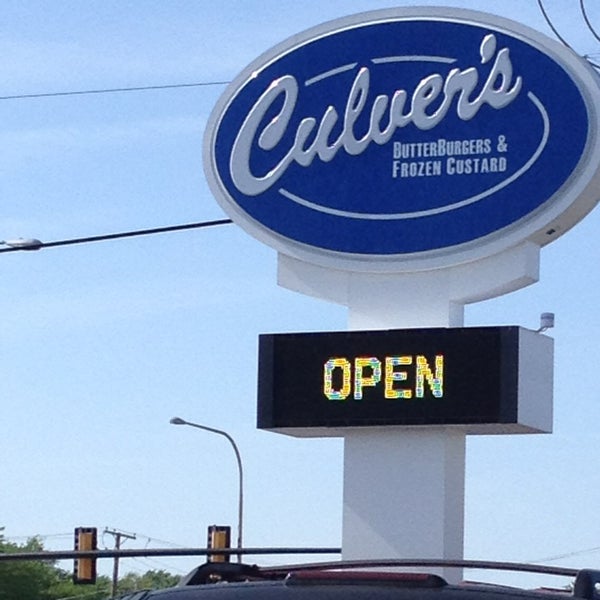 Culver's
ButterBurgers &
Frozen Custard
OPEN